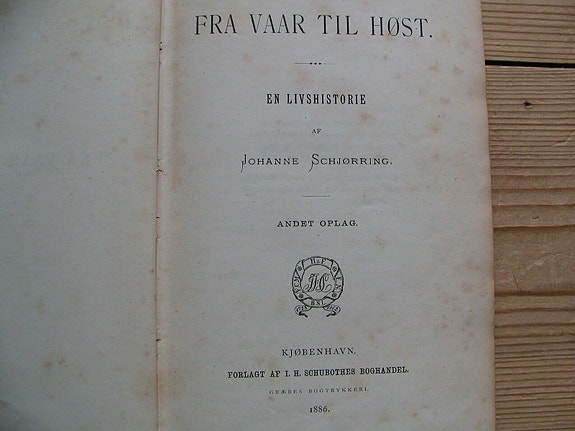 FRA VAAR TIL HØST.
EN LIVSHISTORIE
AF
JOHANNE SCHJØRRING.
ANDET OPLAG.
KJØBENHAVN.
FORLAGT AF I. H. SCHUBOTHES BOGHANDEL.
GRÆBES BOGTRYKKERI.
1886.